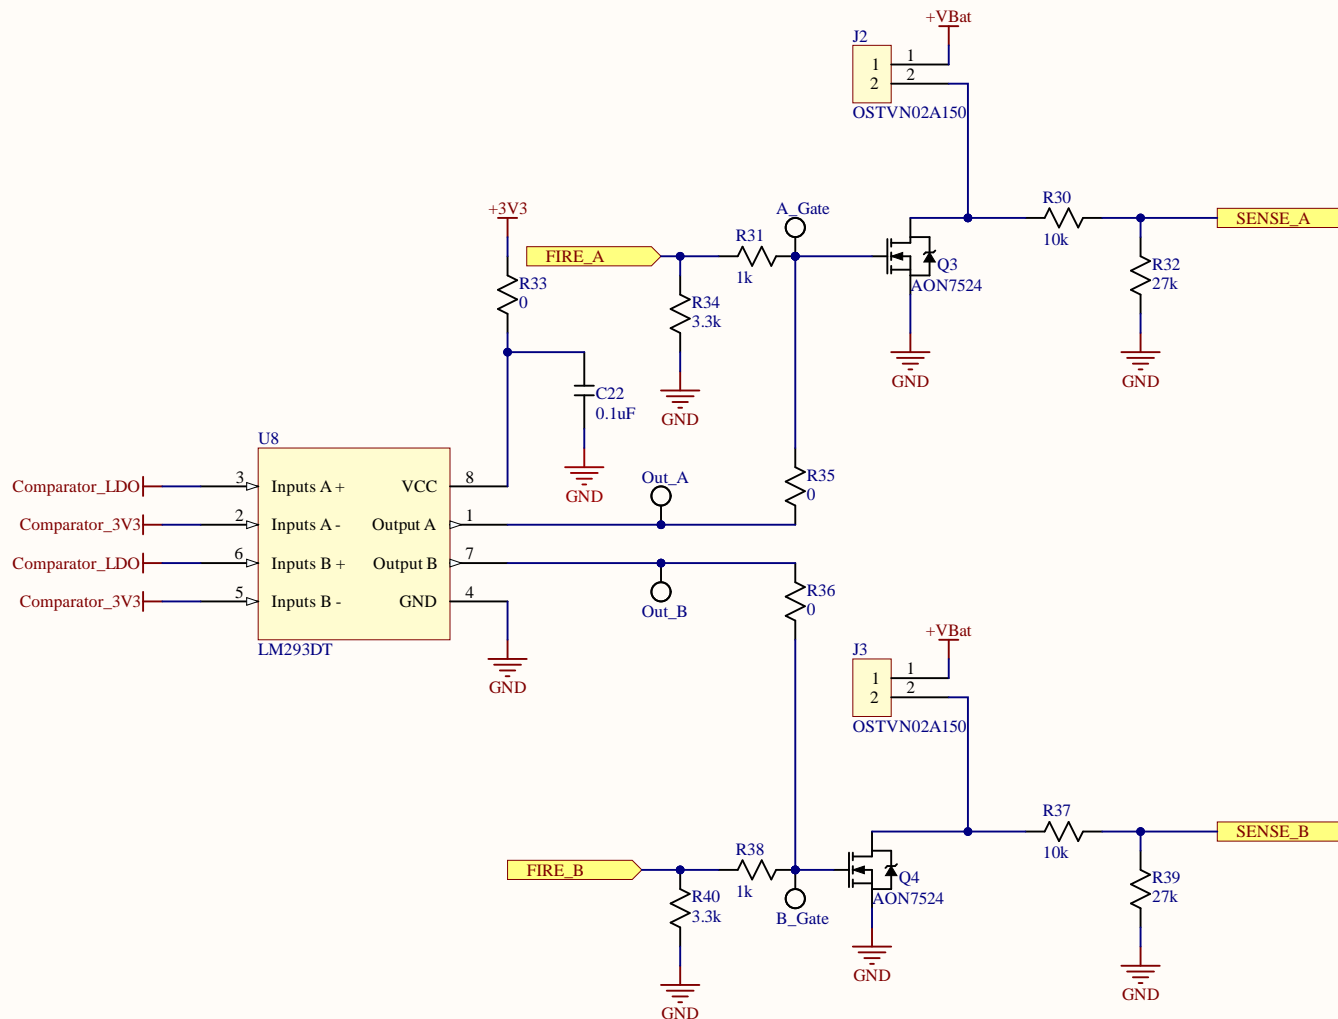 +VBat
J2
1
1
2
2
OSTVN02A150
+3V3
A_Gate
R30
10k
SENSE_A
R31
1k
FIRE_A
Q3
AON7524
R32
27k
R33
0
R34
3.3k
GND
GND
C22
0.1uF
GND
U8
GND
Out_A
R35
0
Comparator_LDO
3
Inputs A +
VCC
8
Comparator_3V3
2
Inputs A -
Output A
1
Comparator_LDO
6
Inputs B +
Output B
7
Comparator_3V3
5
Inputs B -
GND
4
LM293DT
GND
Out_B
R36
0
+VBat
J3
1
1
2
2
OSTVN02A150
R37
10k
SENSE_B
R38
1k
FIRE_B
Q4
AON7524
R39
27k
R40
3.3k
B_Gate
GND
GND
GND